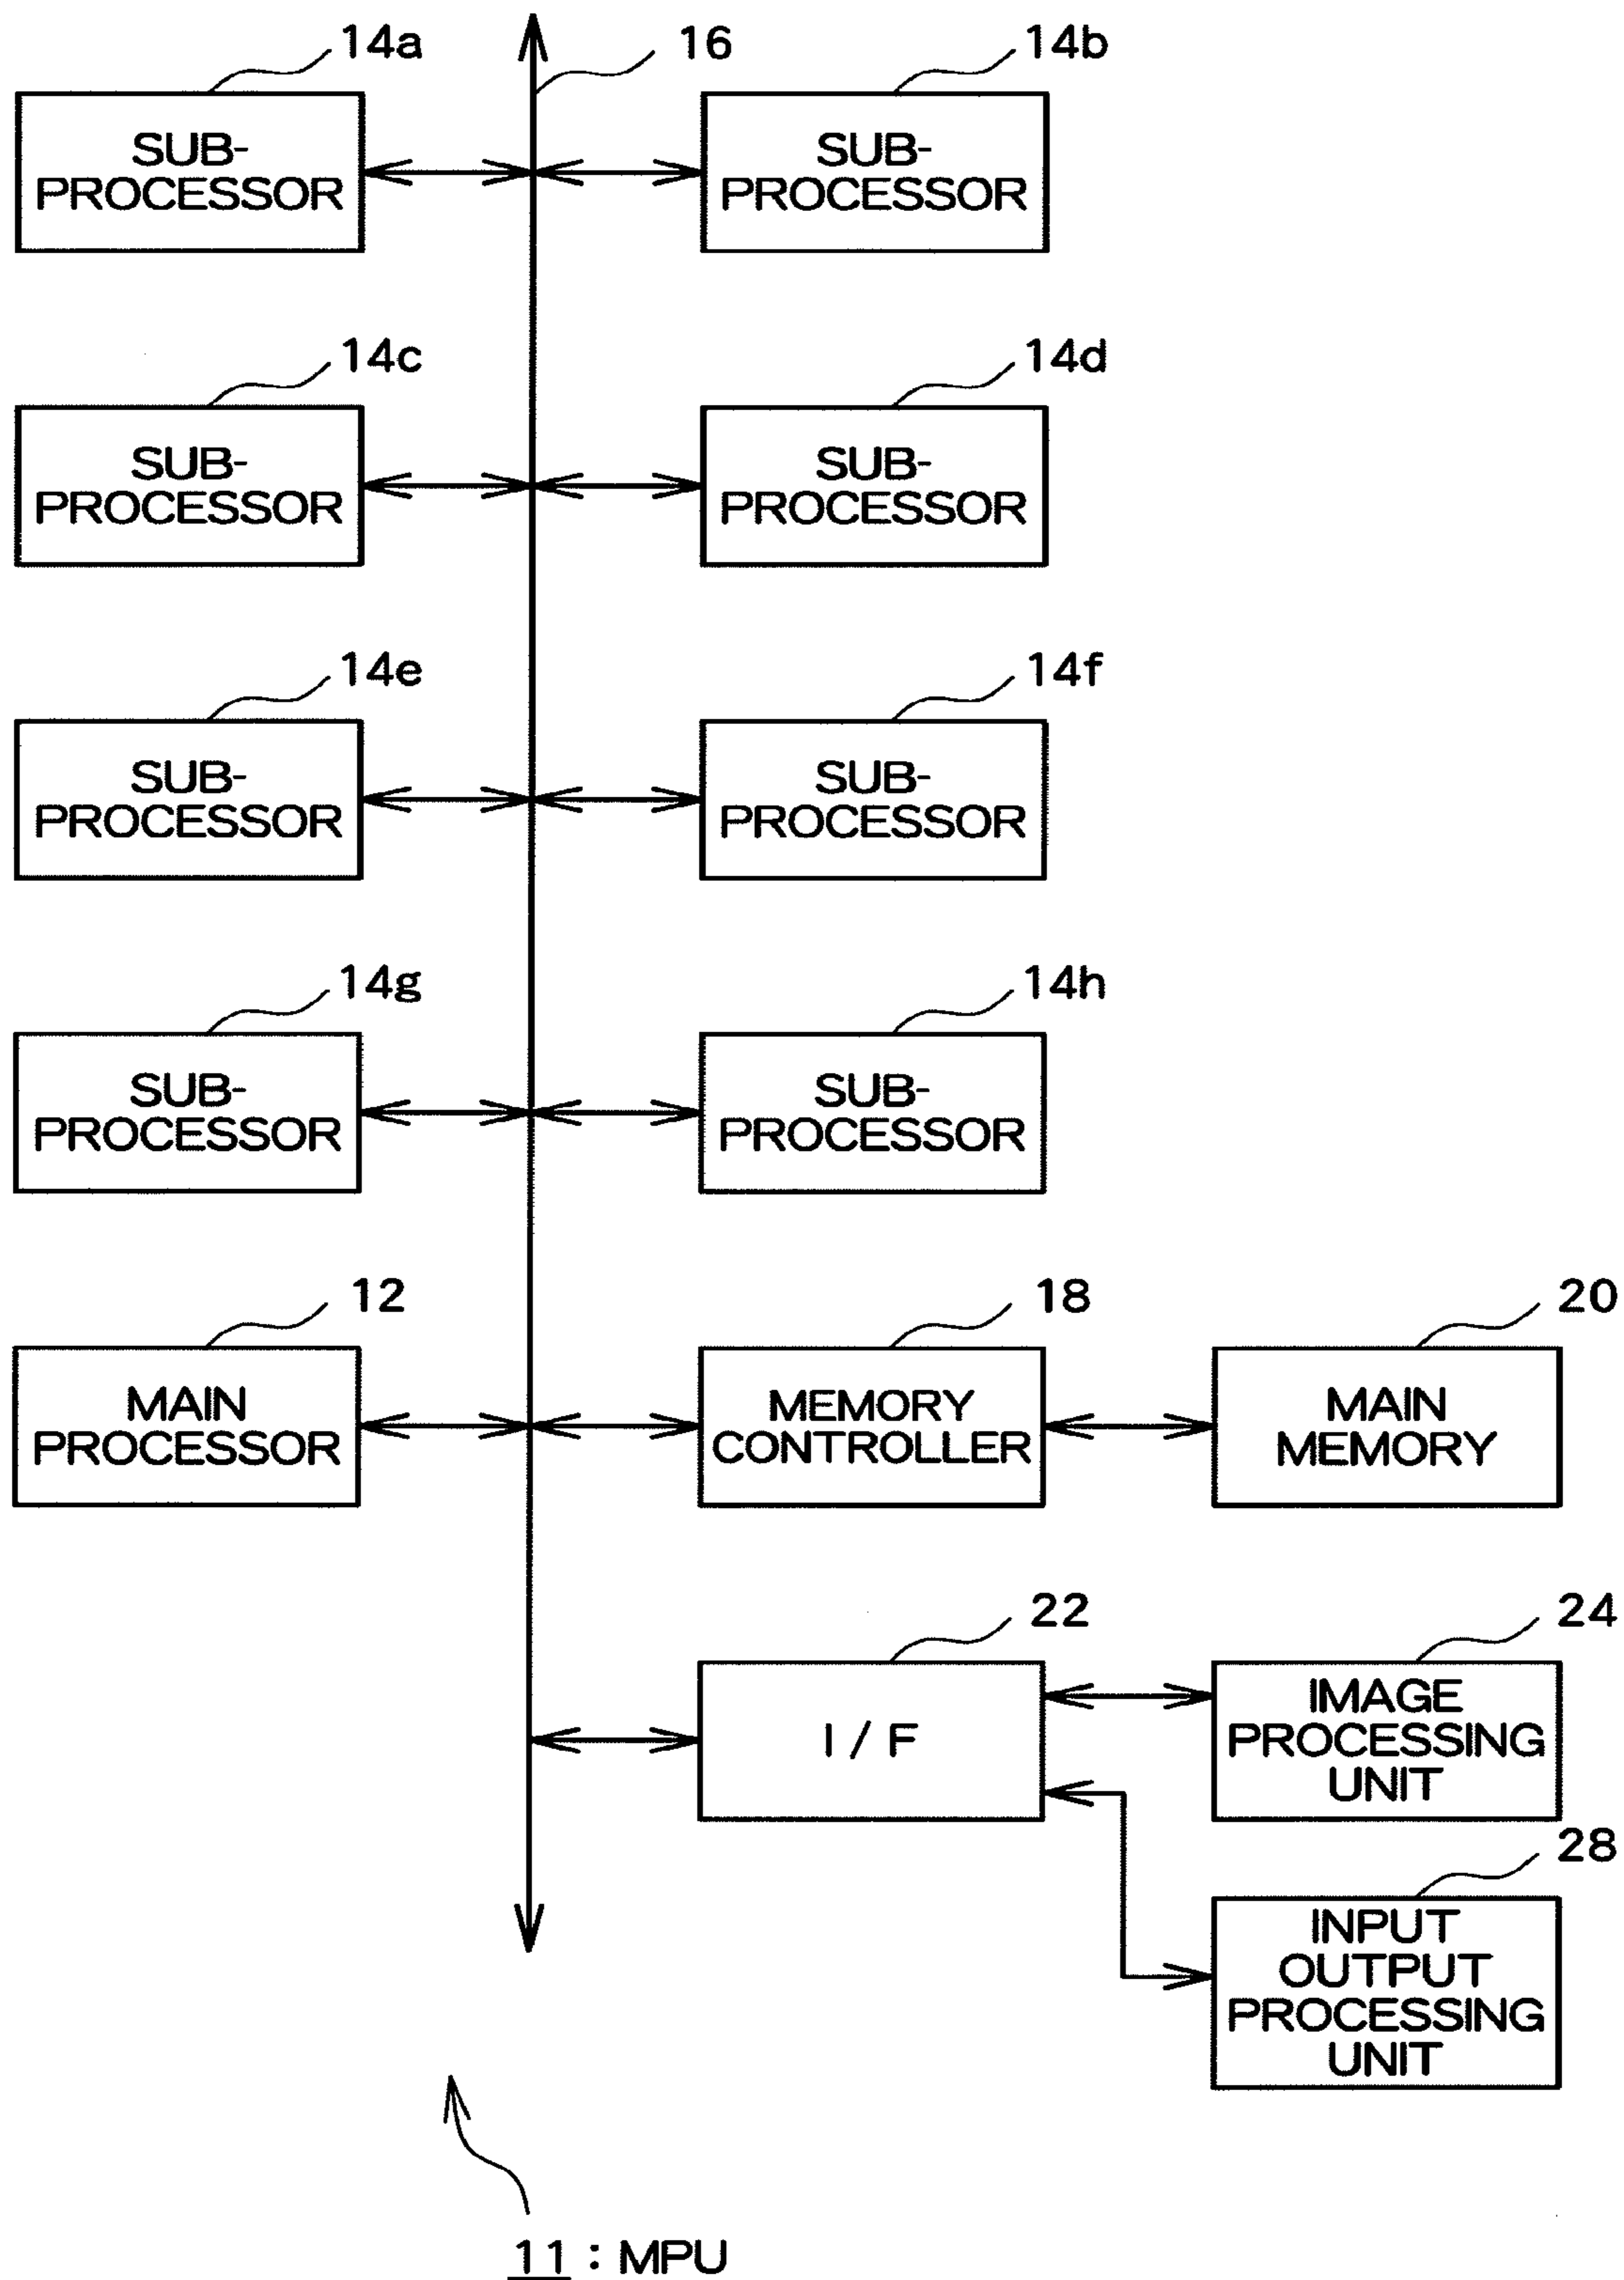 14a
16
14b
SUB-
PROCESSOR
SUB-
PROCESSOR
14c
14d
SUB-
PROCESSOR
SUB-
PROCESSOR
14e
14f
SUB-
PROCESSOR
SUB-
PROCESSOR
14g
14h
SUB-
PROCESSOR
SUB-
PROCESSOR
12
18
20
MAIN
PROCESSOR
MEMORY
CONTROLLER
MAIN
MEMORY
22
24
I / F
IMAGE
PROCESSING
UNIT
28
INPUT
OUTPUT
PROCESSING
UNIT
11 : MPU